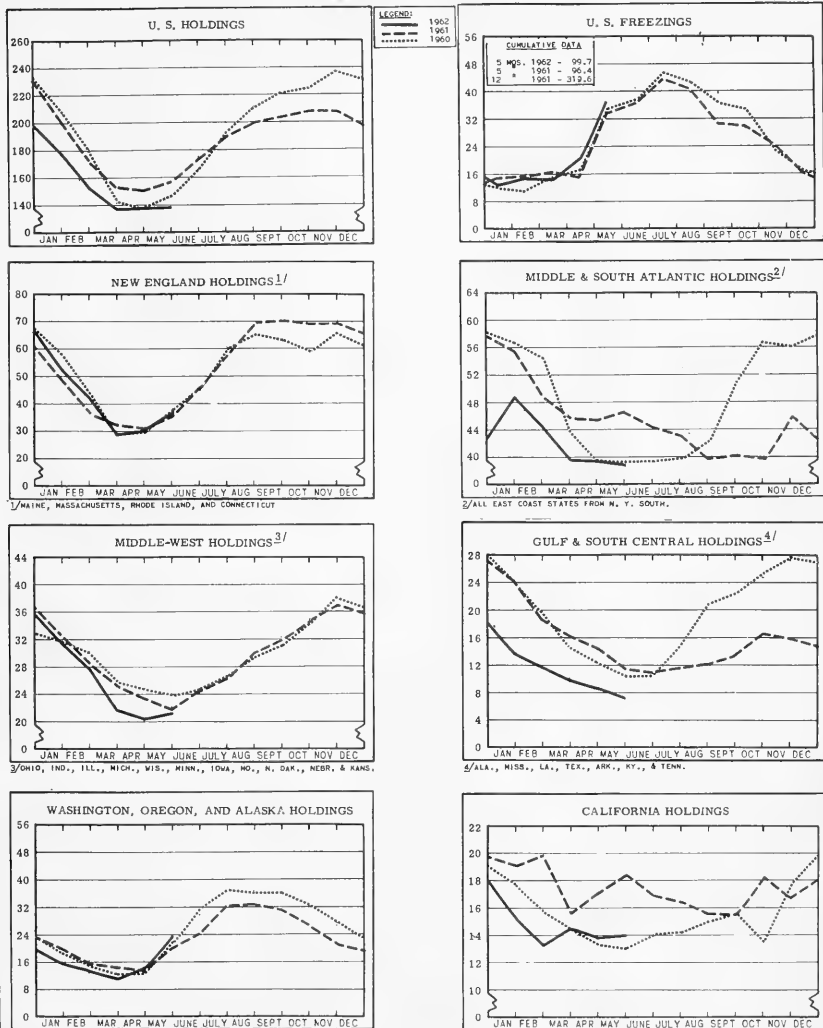 U. S. HOLDINGS
260
240
220
200
180
160
140
0
JAN FEB MAR APR MAY JUNE JULY AUG SEPT OCT NOV DEC
LEGEND:
1962
1961
1960
U. S. FREEZINGS
CUMULATIVE DATA
5 MOS. 1962 - 99.7
5 " 1961 - 96.4
12 " 1961 - 319.6
56
48
40
32
24
16
8
0
JAN FEB MAR APR MAY JUNE JULY AUG SEPT OCT NOV DEC
NEW ENGLAND HOLDINGS 1/
80
70
60
50
40
30
20
0
JAN FEB MAR APR MAY JUNE JULY AUG SEPT OCT NOV DEC
1/MAINE, MASSACHUSETTS, RHODE ISLAND, AND CONNECTICUT
MIDDLE & SOUTH ATLANTIC HOLDINGS 2/
64
60
56
52
48
44
40
0
JAN FEB MAR APR MAY JUNE JULY AUG SEPT OCT NOV DEC
2/ALL EAST COAST STATES FROM N. Y. SOUTH.
MIDDLE-WEST HOLDINGS 3/
44
40
36
32
28
24
20
0
JAN FEB MAR APR MAY JUNE JULY AUG SEPT OCT NOV DEC
3/OHIO, IND., ILL., MICH., WIS., MINN., IOWA, MO., N. DAK., NEBR. & KANS.
GULF & SOUTH CENTRAL HOLDINGS 4/
28
24
20
16
12
8
4
0
JAN FEB MAR APR MAY JUNE JULY AUG SEPT OCT NOV DEC
4/ALA., MISS., LA., TEX., ARK., KY., & TENN.
WASHINGTON, OREGON, AND ALASKA HOLDINGS
56
48
40
32
24
16
8
0
JAN FEB MAR APR MAY JUNE JULY AUG SEPT OCT NOV DEC
CALIFORNIA HOLDINGS
22
20
18
16
14
12
10
0
JAN FEB MAR APR MAY JUNE JULY AUG SEPT OCT NOV DEC